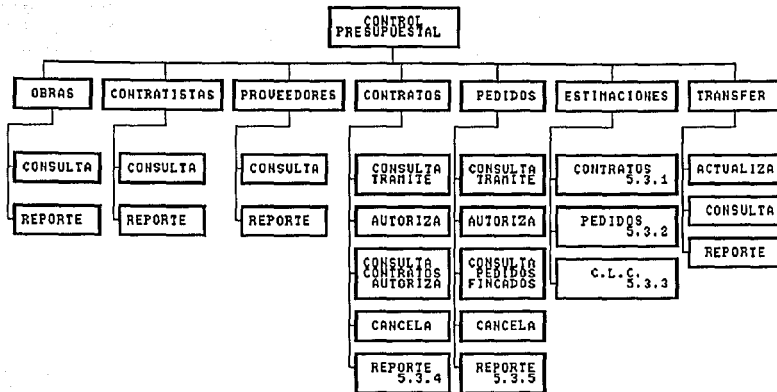 CONTROL
PRESUPUESTAL
OBRAS
CONTRATISTAS
PROVEEDORES
CONTRATOS
PEDIDOS
ESTIMACIONES
TRANSFER
CONSULTA
REPORTE
CONSULTA
REPORTE
CONSULTA
REPORTE
CONSULTA
TRAMITE
AUTORIZA
CONSULTA
CONTRATOS
AUTORIZA
CANCELA
REPORTE
5.3.4
CONSULTA
TRAMITE
AUTORIZA
CONSULTA
PEDIDOS
FINCADOS
CANCELA
REPORTE
5.3.5
CONTRATOS
5.3.1
PEDIDOS
5.3.2
C.L.C.
5.3.3
ACTUALIZA
CONSULTA
REPORTE